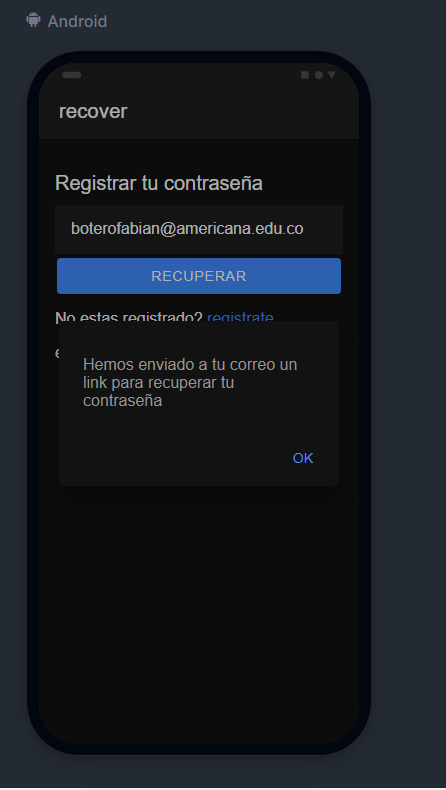 Android
recover
Registrar tu contraseña
boterofabian@americana.edu.co
RECUPERAR
No estas registrado? registrate
Hemos enviado a tu correo un
link para recuperar tu
contraseña
OK